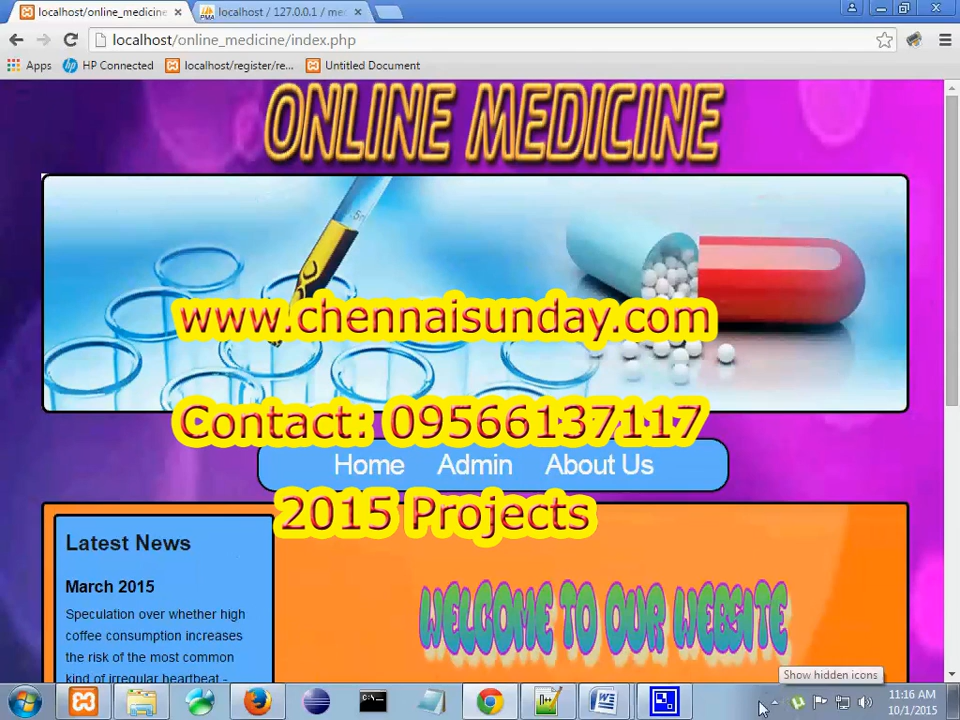 localhost/online_medicine
localhost / 127.0.0.1 / med
localhost/online_medicine/index.php
Apps
HP Connected
localhost/register/re...
Untitled Document
ONLINE MEDICINE
www.chennaisunday.com
Contact: 09566137117
Home Admin About Us
2015 Projects
Latest News
March 2015
Speculation over whether high
coffee consumption increases
the risk of the most common
kind of irregular heartbeat -
WELCOME TO OUR WEBSITE
Show hidden icons
11:16 AM
10/1/2015